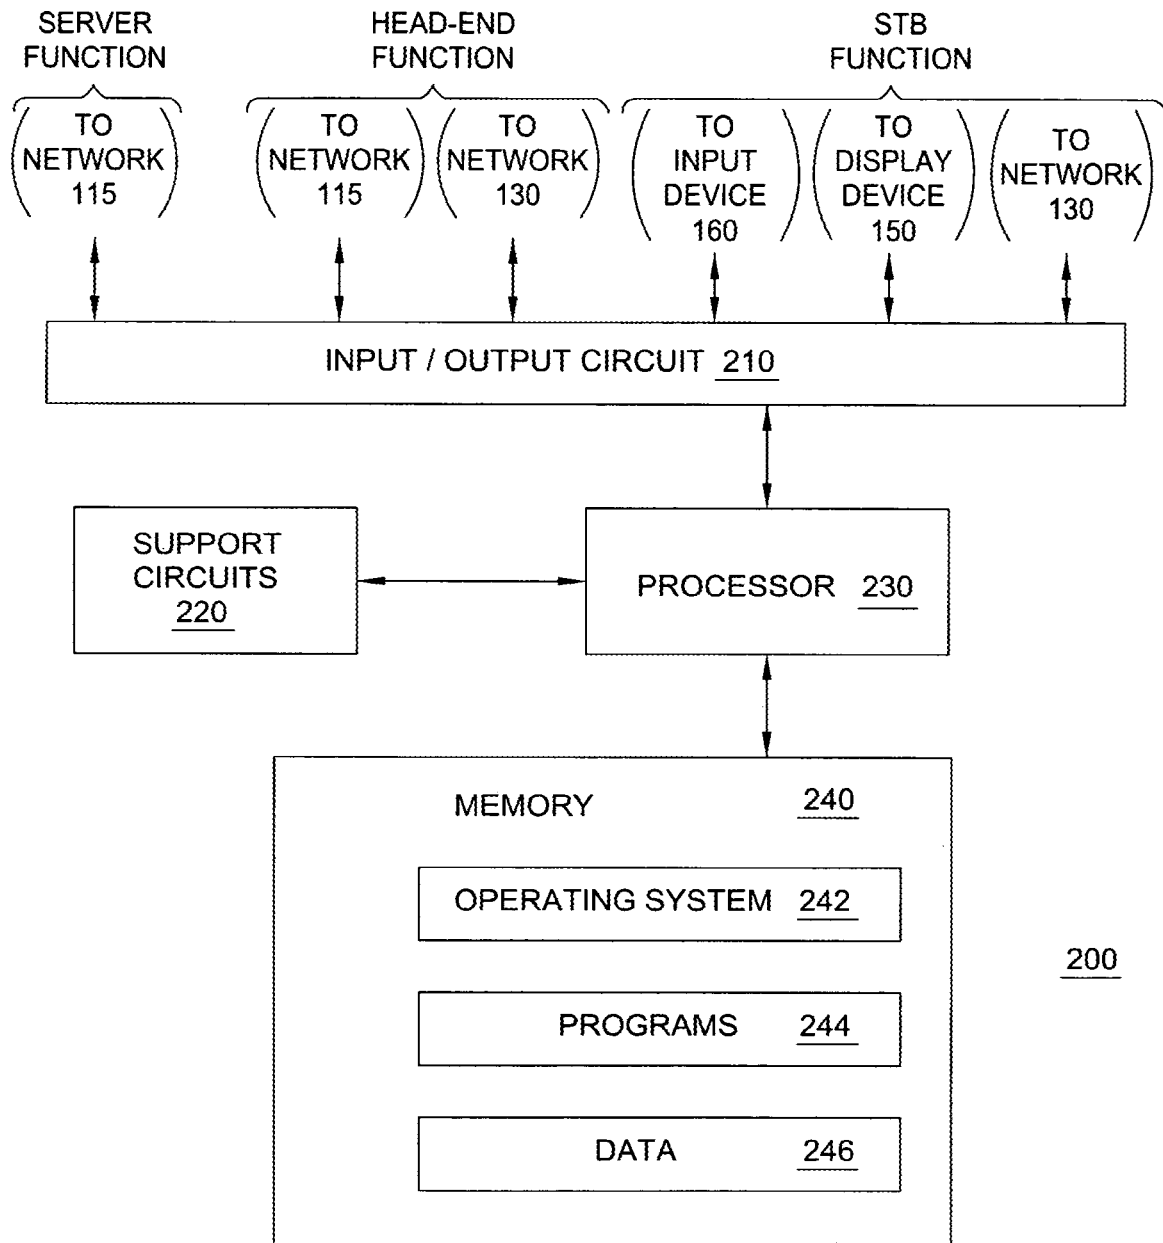 SERVER
FUNCTION
HEAD-END
FUNCTION
STB
FUNCTION
TO
NETWORK
115
TO
NETWORK
115
TO
NETWORK
130
TO
INPUT
DEVICE
160
TO
DISPLAY
DEVICE
150
TO
NETWORK
130
INPUT / OUTPUT CIRCUIT 210
SUPPORT
CIRCUITS
220
PROCESSOR 230
MEMORY 240
OPERATING SYSTEM 242
PROGRAMS 244
DATA 246
200